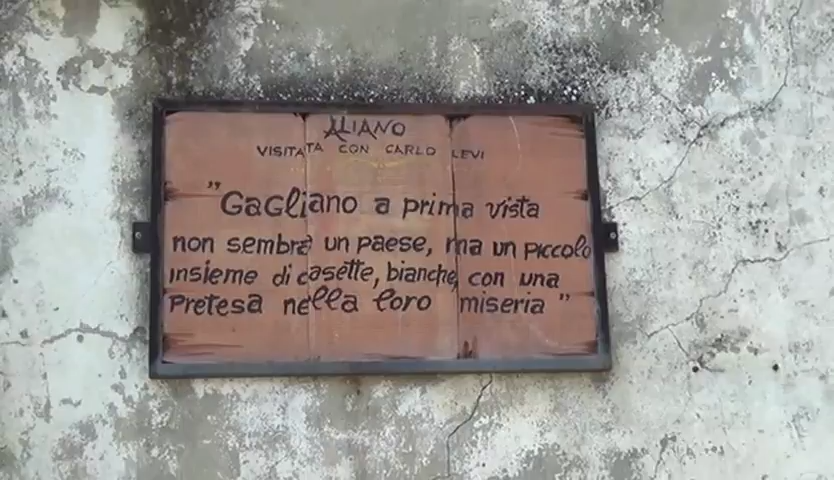 ALIANO
VISITATA CON CARLO LEVI
"Gagliano a prima vista
non sembra un paese, ma un piccolo
insieme di casette, bianche, con una
pretesa nella loro miseria"